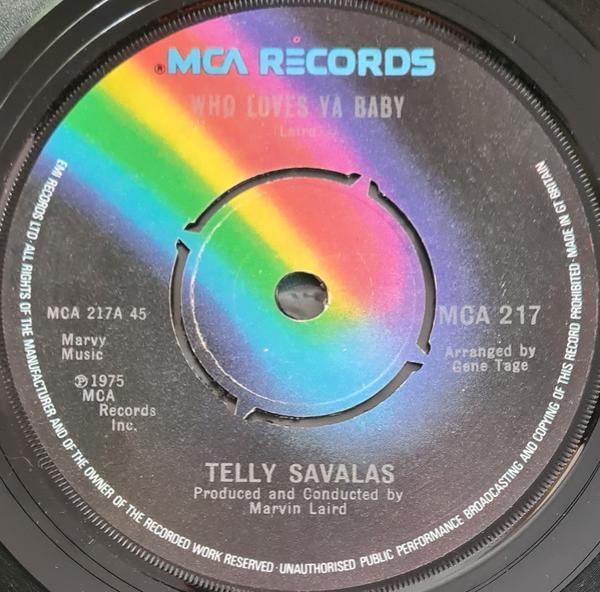 ® MCA RECORDS
WHO LOVES YA BABY
(Laird)
MCA 217A 45
Marvy
Music
℗ 1975
MCA
Records
Inc.
MCA 217
Arranged by
Gene Tage
TELLY SAVALAS
Produced and Conducted by
Marvin Laird
EMI RECORDS LTD · ALL RIGHTS OF THE MANUFACTURER AND OF THE OWNER OF THE RECORDED WORK RESERVED · UNAUTHORISED PUBLIC PERFORMANCE BROADCASTING AND COPYING OF THIS RECORD PROHIBITED · MADE IN GT BRITAIN